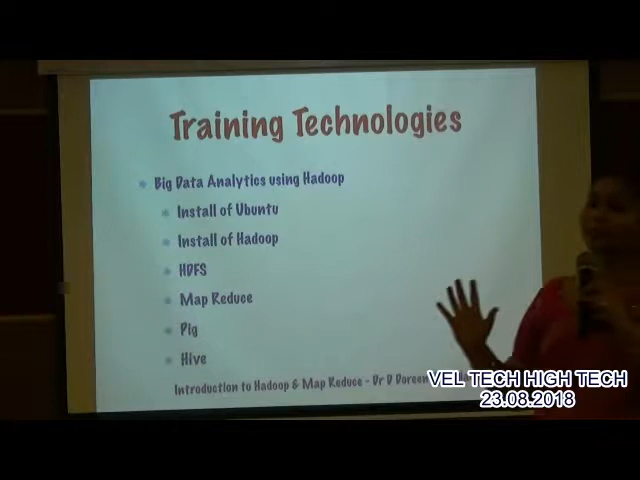 Training Technologies
Big Data Analytics using Hadoop
Install of Ubuntu
Install of Hadoop
HDFS
Map Reduce
Pig
Hive
Introduction to Hadoop & Map Reduce - Dr D Doreen
VEL TECH HIGH TECH
23.08.2018